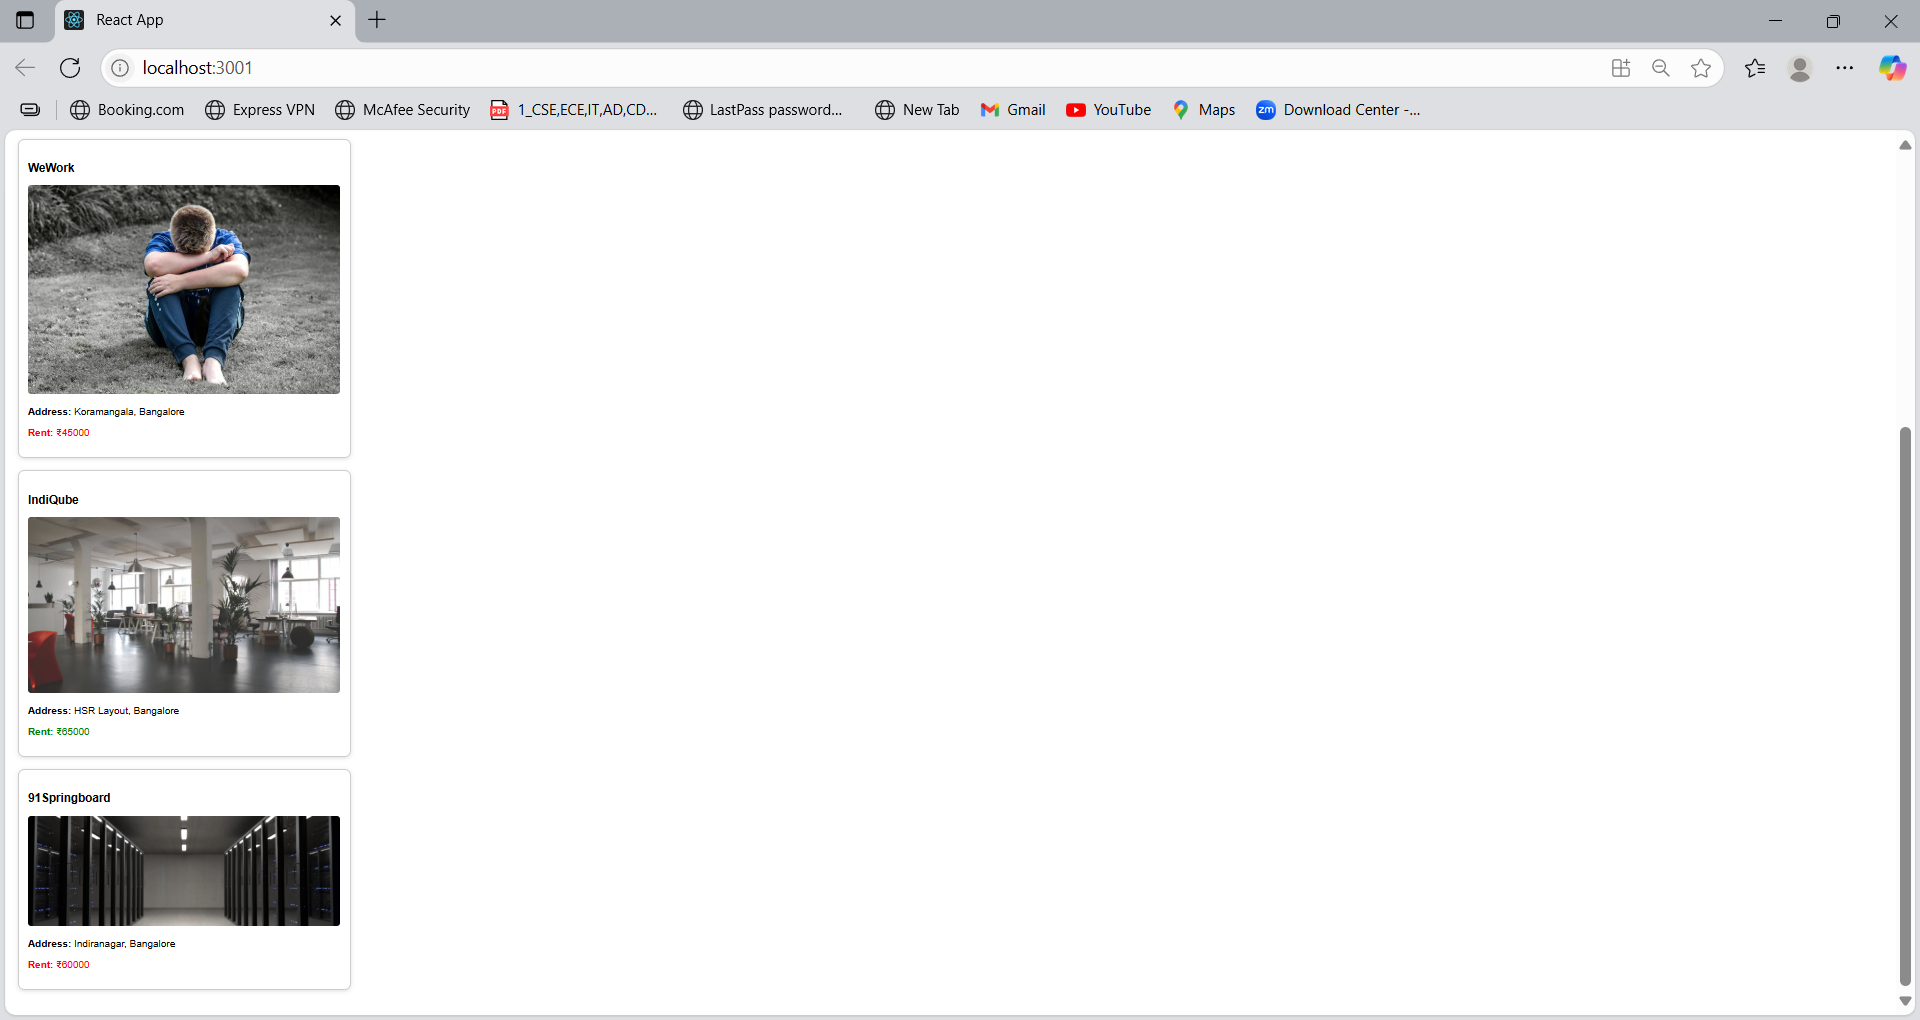 React App
localhost:3001
Booking.com
Express VPN
McAfee Security
PDF
1_CSE,ECE,IT,AD,CD...
LastPass password...
New Tab
Gmail
YouTube
Maps
zm
Download Center -...
WeWork
Address: Koramangala, Bangalore
Rent: ₹45000
IndiQube
Address: HSR Layout, Bangalore
Rent: ₹65000
91Springboard
Address: Indiranagar, Bangalore
Rent: ₹60000